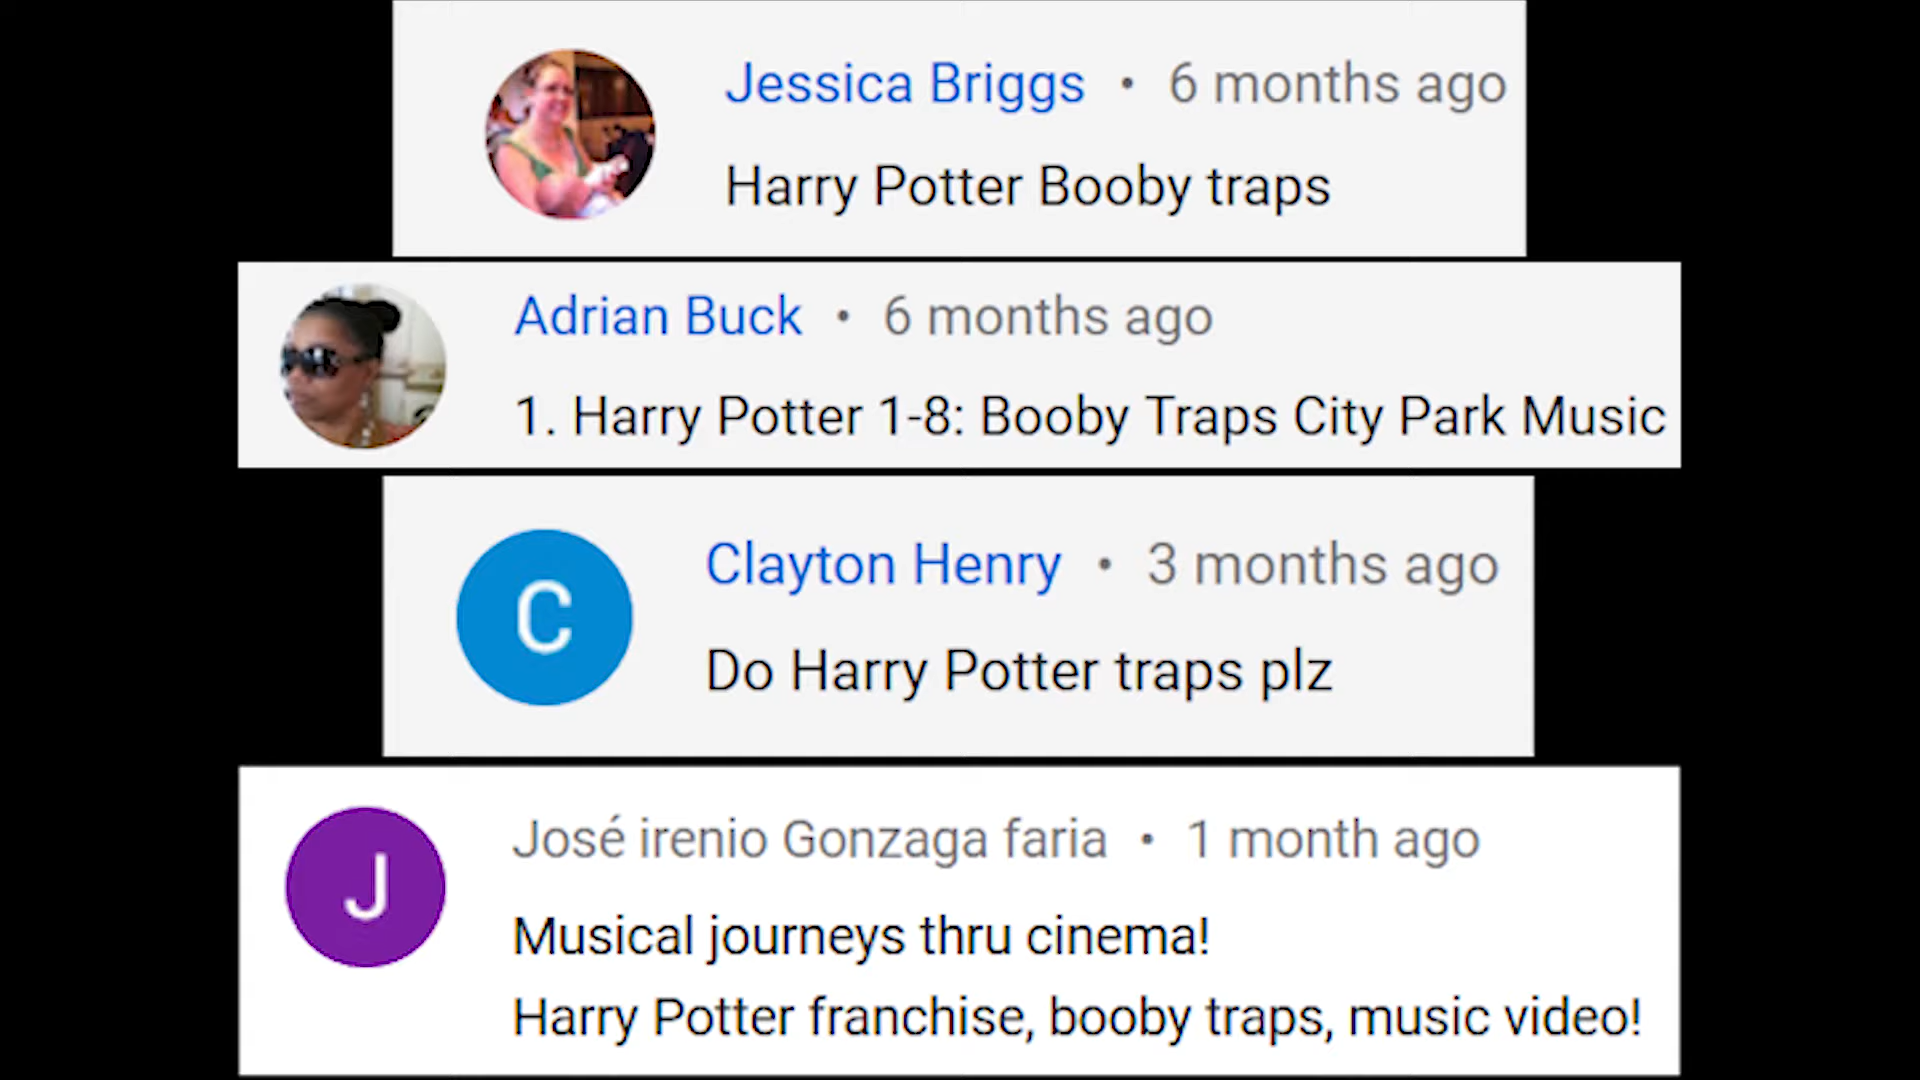 Jessica Briggs • 6 months ago
Harry Potter Booby traps
Adrian Buck • 6 months ago
1. Harry Potter 1-8: Booby Traps City Park Music
C
Clayton Henry • 3 months ago
Do Harry Potter traps plz
J
José irenio Gonzaga faria • 1 month ago
Musical journeys thru cinema!
Harry Potter franchise, booby traps, music video!